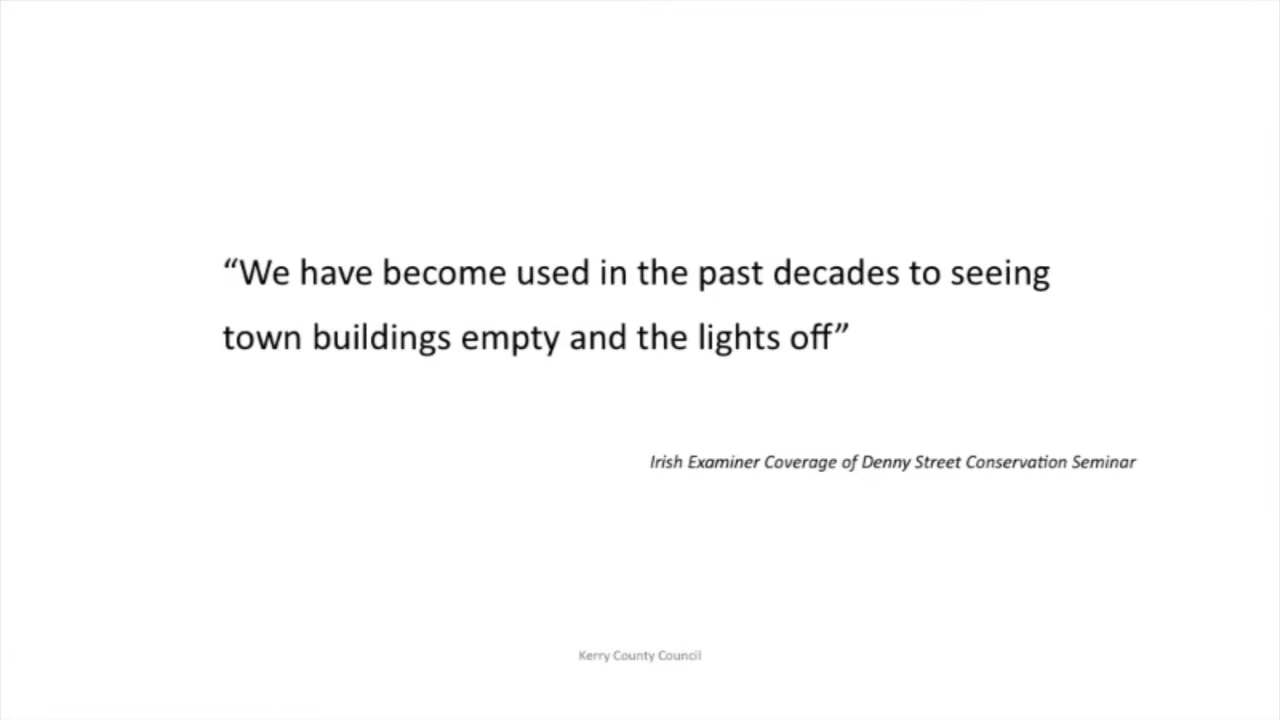 “We have become used in the past decades to seeing
town buildings empty and the lights off”
Irish Examiner Coverage of Denny Street Conservation Seminar
Kerry County Council